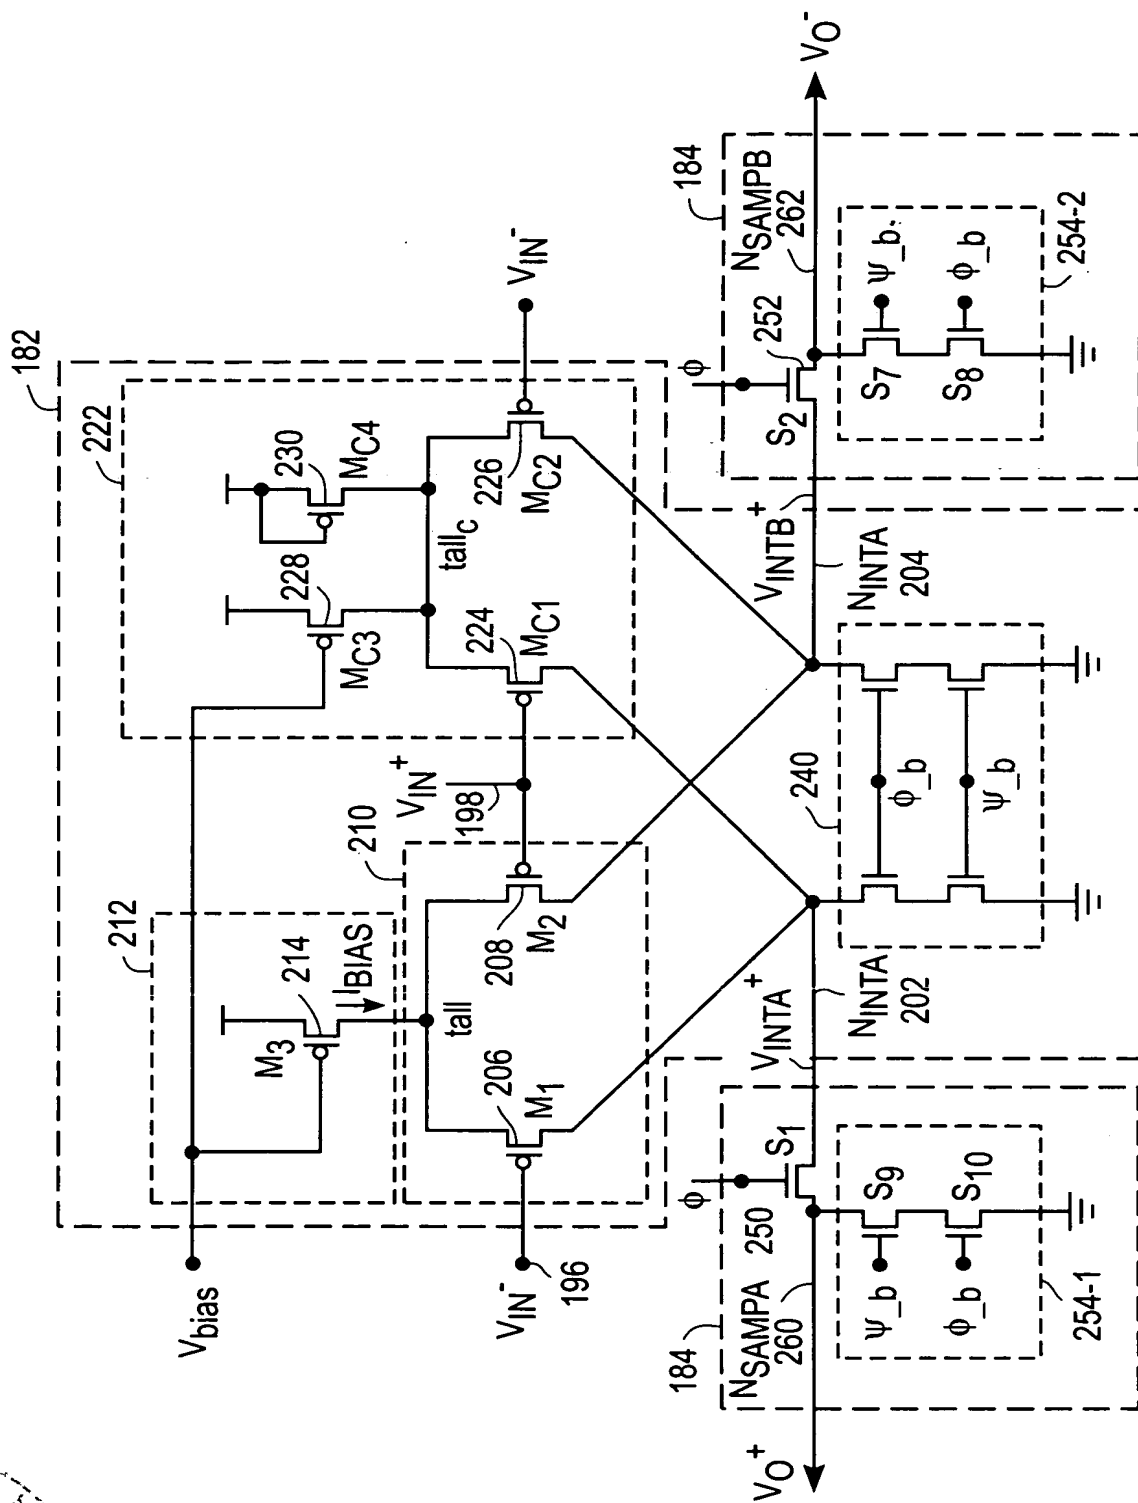 182
222
230
MC4
228
MC3
tailC
226
MC2
224
MC1
VIN-
Vbias
212
214
M3
IBIAS
210
VIN+
198
tail
206
M1
208
M2
VIN-
196
184
φ
NSAMPA
260
250
S1
VINTA+
NINTA
202
VO+
ψ_b
φ_b
S9
S10
254-1
240
φ_b
ψ_b
VINTB+
NINTA
204
184
φ
NSAMPB
262
252
S2
VO-
S7
S8
ψ_b.
φ_b
254-2